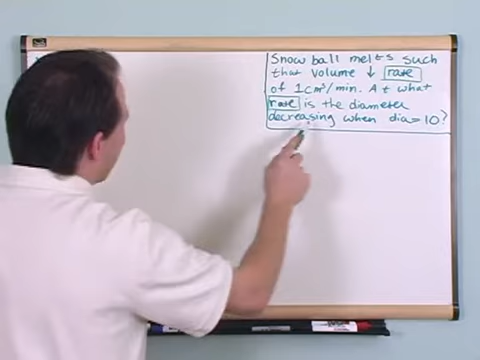 Snow ball melts such
that volume ↓ rate
of 1cm³/min. At what
rate is the diameter
decreasing when dia=10?